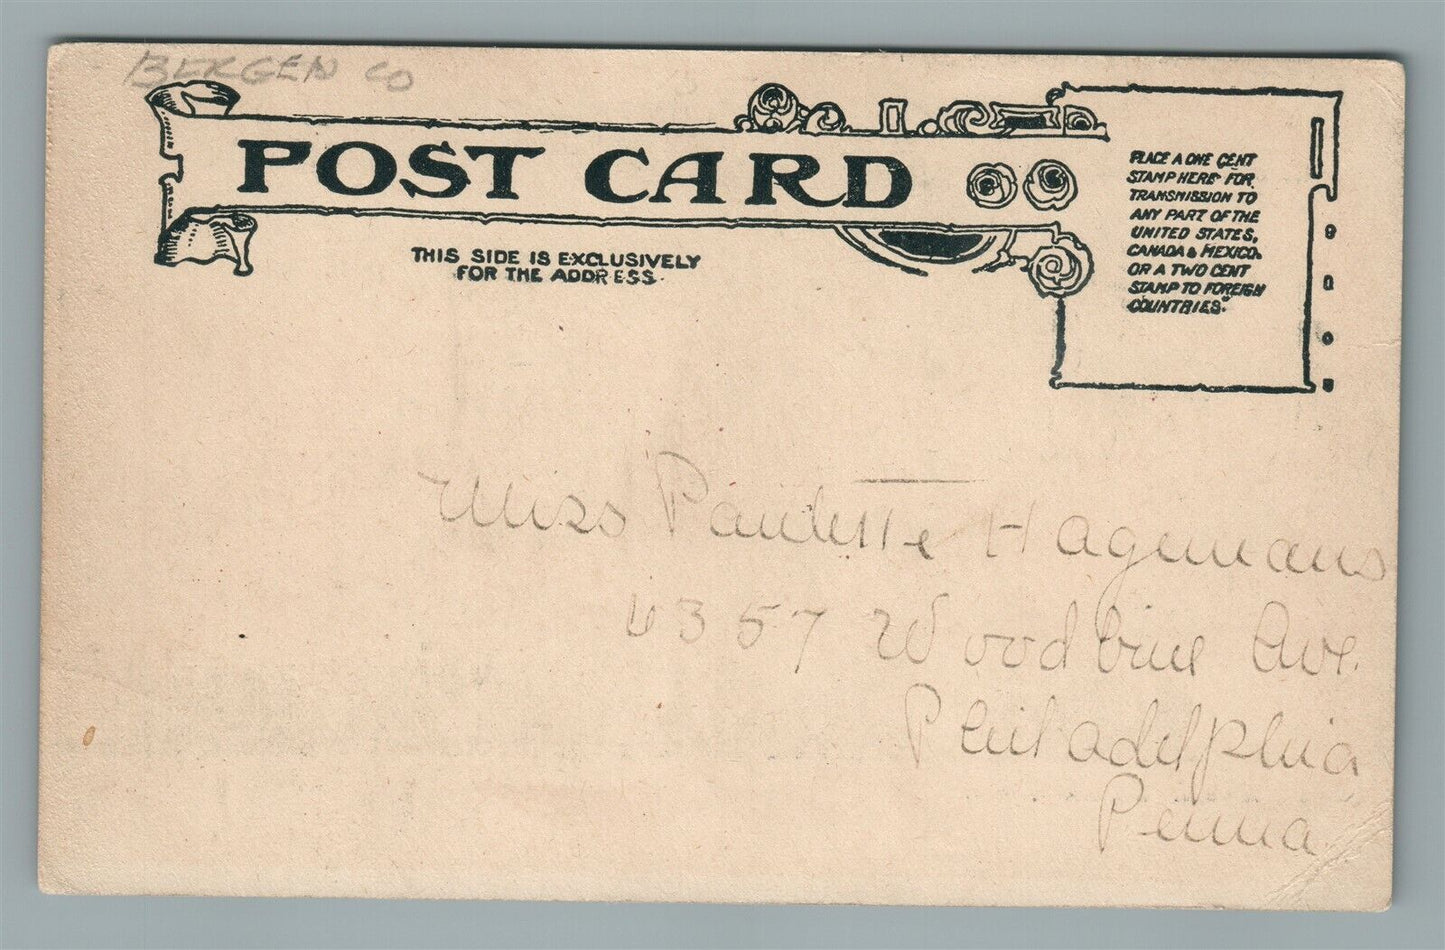 BERGEN CO
POST CARD
THIS SIDE IS EXCLUSIVELY
FOR THE ADDRESS.
PLACE A ONE CENT
STAMP HERE FOR
TRANSMISSION TO
ANY PART OF THE
UNITED STATES,
CANADA & MEXICO.
OR A TWO CENT
STAMP TO FOREIGN
COUNTRIES."
Miss Paulette Hagemans
4357 Woodbine Ave.
Philadelphia
Penna.